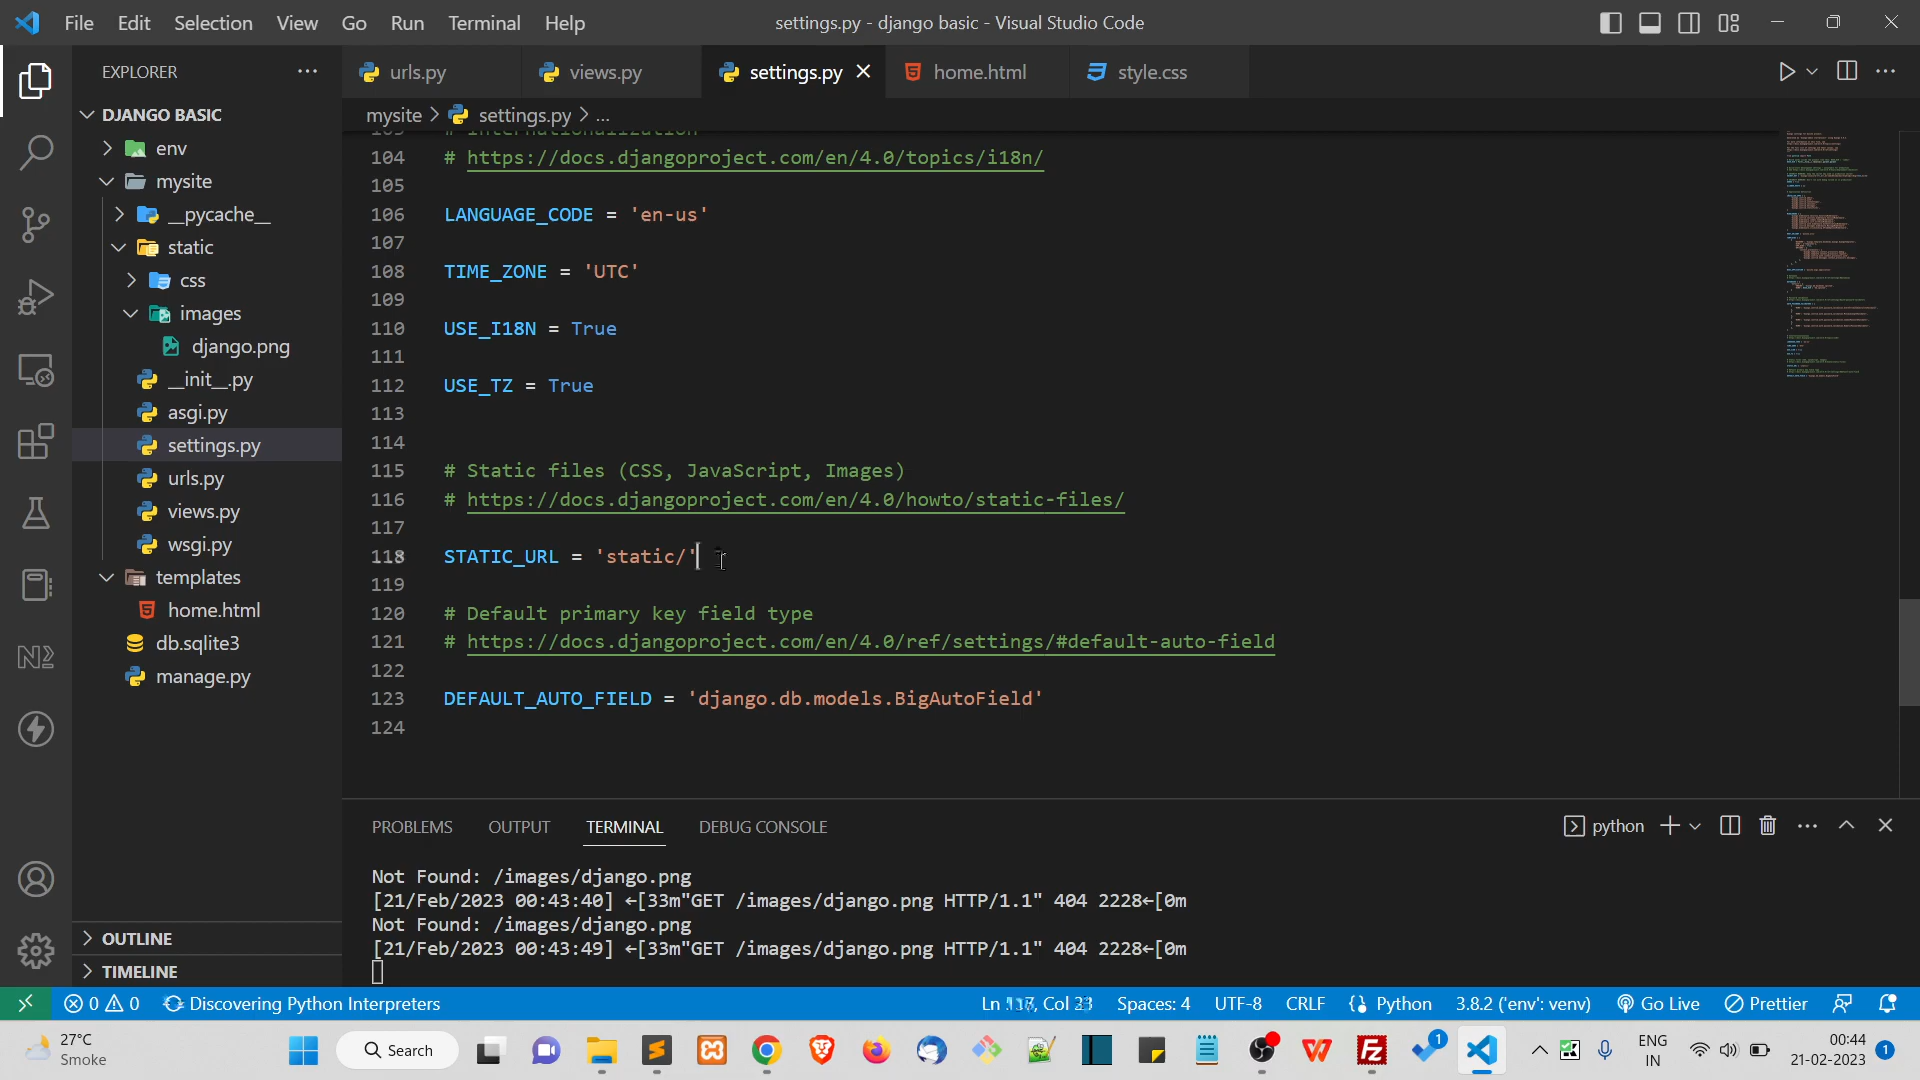 File Edit Selection View Go Run Terminal Help
settings.py - django basic - Visual Studio Code
EXPLORER
DJANGO BASIC
env
mysite
__pycache__
static
css
images
django.png
__init__.py
asgi.py
settings.py
urls.py
views.py
wsgi.py
templates
home.html
db.sqlite3
manage.py
OUTLINE
TIMELINE
urls.py views.py settings.py home.html style.css
mysite > settings.py > ...
# Internationalization
104 # https://docs.djangoproject.com/en/4.0/topics/i18n/
105
106 LANGUAGE_CODE = 'en-us'
107
108 TIME_ZONE = 'UTC'
109
110 USE_I18N = True
111
112 USE_TZ = True
113
114
115 # Static files (CSS, JavaScript, Images)
116 # https://docs.djangoproject.com/en/4.0/howto/static-files/
117
118 STATIC_URL = 'static/'
119
120 # Default primary key field type
121 # https://docs.djangoproject.com/en/4.0/ref/settings/#default-auto-field
122
123 DEFAULT_AUTO_FIELD = 'django.db.models.BigAutoField'
124
PROBLEMS OUTPUT TERMINAL DEBUG CONSOLE
python
Not Found: /images/django.png
[21/Feb/2023 00:43:40] ←[33m"GET /images/django.png HTTP/1.1" 404 2228←[0m
Not Found: /images/django.png
[21/Feb/2023 00:43:49] ←[33m"GET /images/django.png HTTP/1.1" 404 2228←[0m
0 0 Discovering Python Interpreters
Spaces: 4 UTF-8 CRLF Python 3.8.2 ('env': venv) Go Live Prettier
27°C
Smoke
Search
1
ENG
IN
00:44
21-02-2023
1